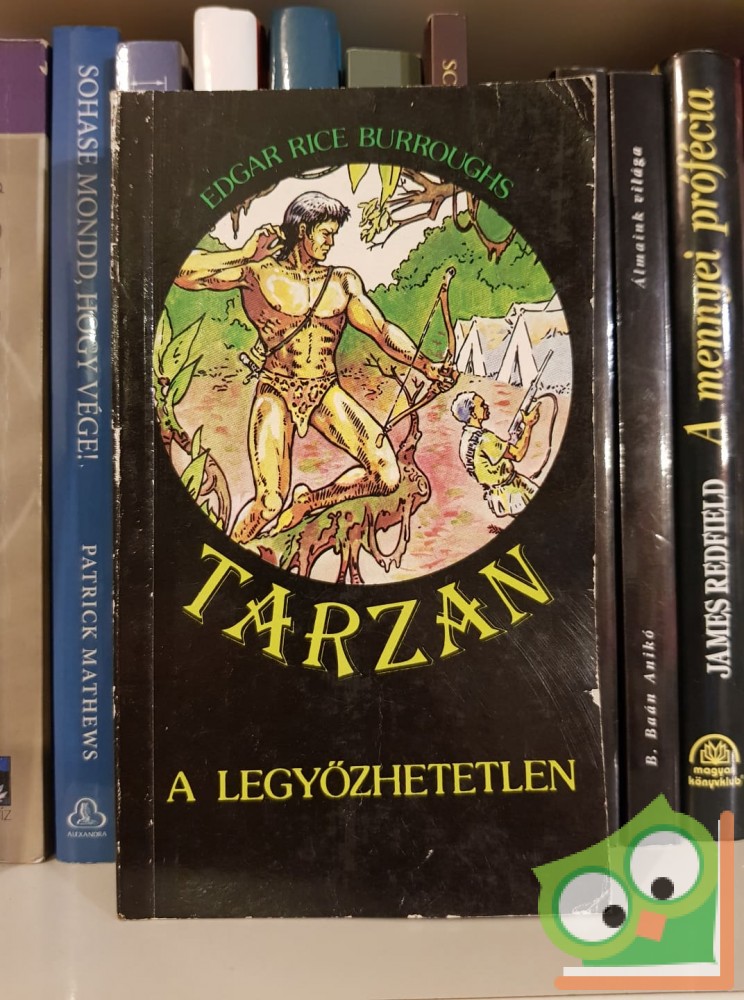 EDGAR RICE BURROUGHS
TARZAN
A LEGYŐZHETETLEN
SOHASE MONDD, HOGY VÉGE!.
PATRICK MATHEWS
ALEXANDRA
B. Baán Anikó
Álmaink világa
JAMES REDFIELD
A mennyei prófécia
magyar
könyvklub